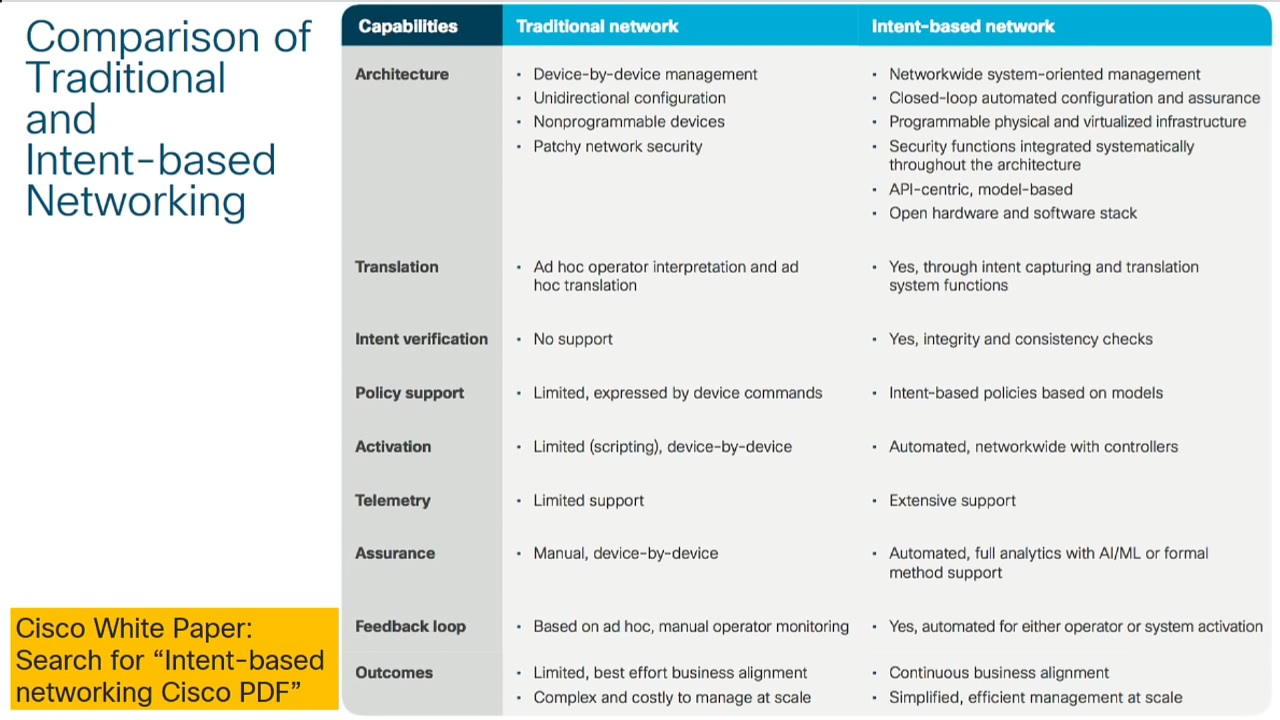 Comparison of
Traditional
and
Intent-based
Networking
Capabilities
Traditional network
Intent-based network
Architecture
• Device-by-device management
• Unidirectional configuration
• Nonprogrammable devices
• Patchy network security
• Networkwide system-oriented management
• Closed-loop automated configuration and assurance
• Programmable physical and virtualized infrastructure
• Security functions integrated systematically
throughout the architecture
• API-centric, model-based
• Open hardware and software stack
Translation
• Ad hoc operator interpretation and ad
hoc translation
• Yes, through intent capturing and translation
system functions
Intent verification
• No support
• Yes, integrity and consistency checks
Policy support
• Limited, expressed by device commands
• Intent-based policies based on models
Activation
• Limited (scripting), device-by-device
• Automated, networkwide with controllers
Telemetry
• Limited support
• Extensive support
Assurance
• Manual, device-by-device
• Automated, full analytics with AI/ML or formal
method support
Feedback loop
• Based on ad hoc, manual operator monitoring
• Yes, automated for either operator or system activation
Outcomes
• Limited, best effort business alignment
• Complex and costly to manage at scale
• Continuous business alignment
• Simplified, efficient management at scale
Cisco White Paper:
Search for “Intent-based
networking Cisco PDF”